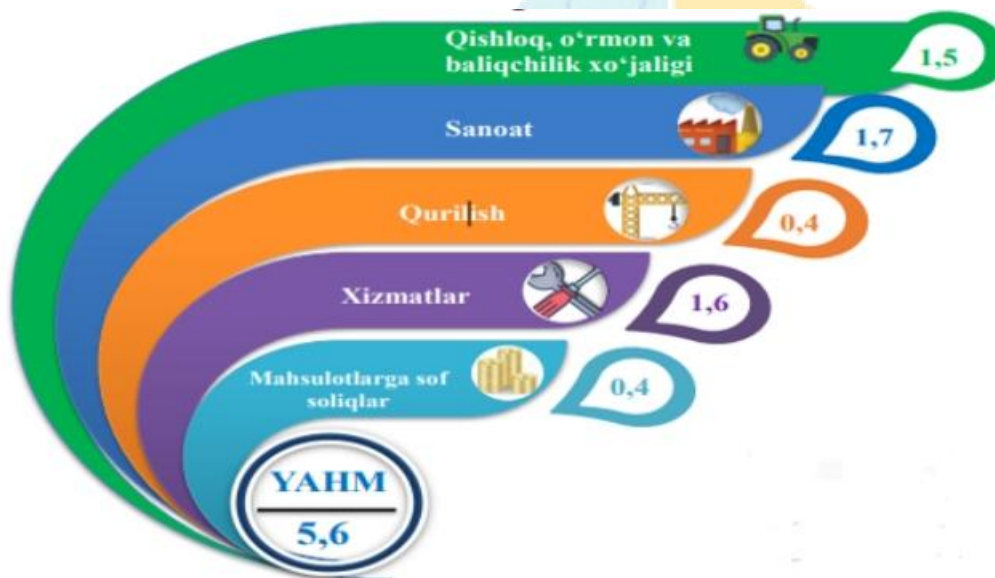 Qishloq, o‘rmon va
baliqchilik xo‘jaligi
1,5
Sanoat
1,7
Qurilish
0,4
Xizmatlar
1,6
Mahsulotlarga sof
soliqlar
0,4
YAHM
5,6